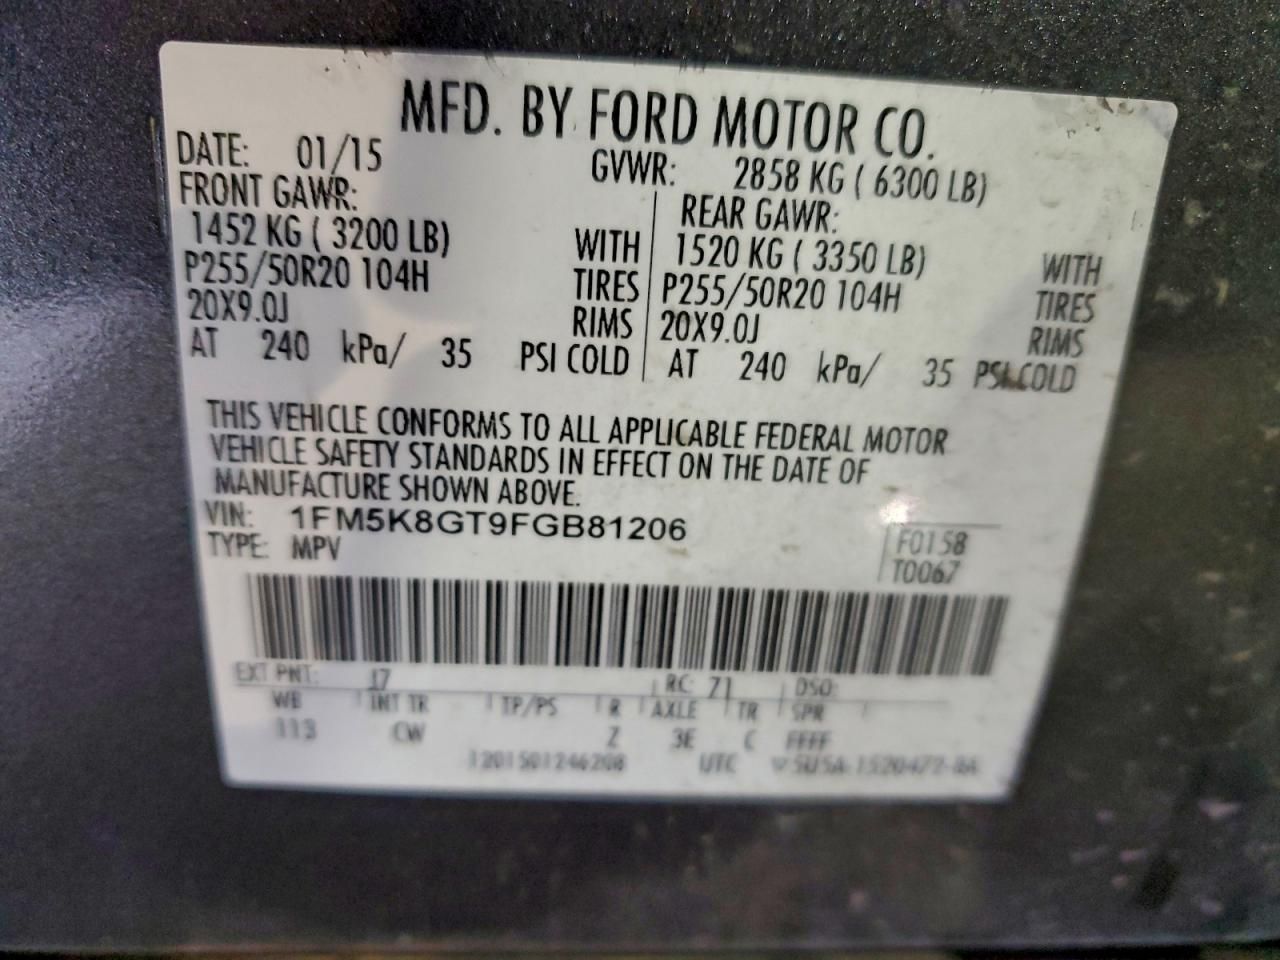 MFD. BY FORD MOTOR CO.
DATE: 01/15 GVWR: 2858 KG ( 6300 LB)
FRONT GAWR: REAR GAWR:
1452 KG ( 3200 LB) WITH 1520 KG ( 3350 LB) WITH
P255/50R20 104H TIRES P255/50R20 104H TIRES
20X9.0J RIMS 20X9.0J RIMS
AT 240 kPa/ 35 PSI COLD AT 240 kPa/ 35 PSI COLD
THIS VEHICLE CONFORMS TO ALL APPLICABLE FEDERAL MOTOR
VEHICLE SAFETY STANDARDS IN EFFECT ON THE DATE OF
MANUFACTURE SHOWN ABOVE.
VIN: 1FM5K8GT9FGB81206 F0158
TYPE: MPV T0067
EXT PNT: J7 RC: 71 DSO:
WB INT TR TP/PS R AXLE TR SPR
113 CW Z 3E C FFFF
1201501246208 UTC